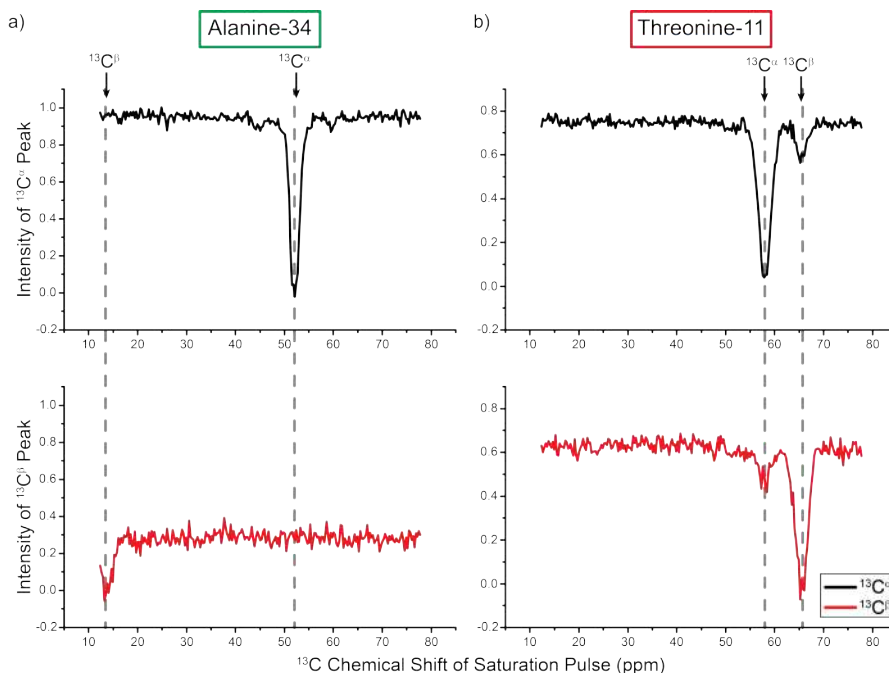 a)
Alanine-34
b)
Threonine-11
¹³Cᵝ
¹³Cᵅ
¹³Cᵅ ¹³Cᵝ
Intensity of ¹³Cᵅ Peak
1.0
0.8
0.6
0.4
0.2
0.0
-0.2
10 20 30 40 50 60 70 80
0.8
0.6
0.4
0.2
0.0
-0.2
10 20 30 40 50 60 70 80
Intensity of ¹³Cᵝ Peak
1.0
0.8
0.6
0.4
0.2
0.0
-0.2
10 20 30 40 50 60 70 80
0.8
0.6
0.4
0.2
0.0
-0.2
10 20 30 40 50 60 70 80
¹³Cᵅ
¹³Cᵝ
¹³C Chemical Shift of Saturation Pulse (ppm)